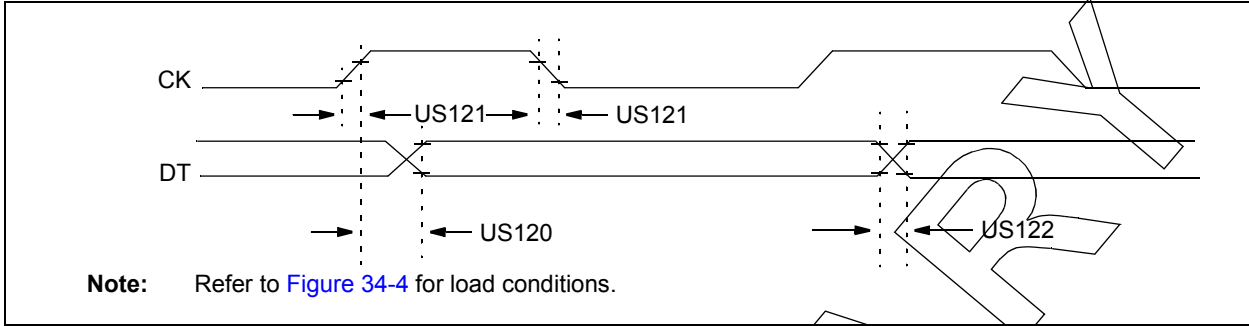 CK
US121
US121
DT
US120
US122
Note: Refer to Figure 34-4 for load conditions.